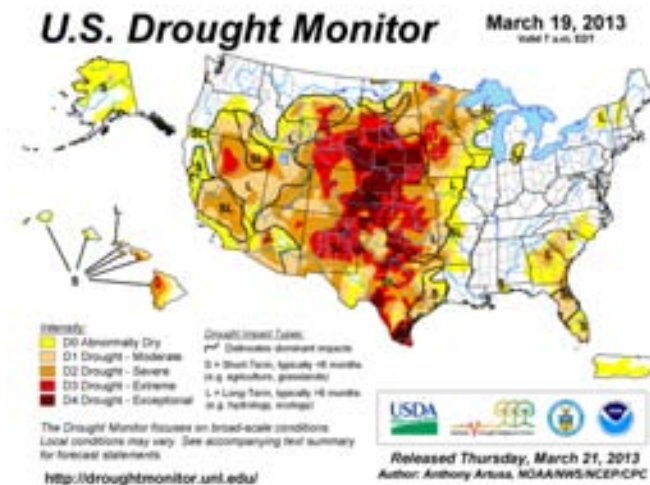 U.S. Drought Monitor
March 19, 2013
Valid 7 a.m. EDT
SL
L
S
SL
L
SL
L
S
L
S
Intensity:
D0 Abnormally Dry
D1 Drought - Moderate
D2 Drought - Severe
D3 Drought - Extreme
D4 Drought - Exceptional
Drought Impact Types:
Delineates dominant impacts
S = Short-Term, typically <6 months
(e.g. agriculture, grasslands)
L = Long-Term, typically >6 months
(e.g. hydrology, ecology)
The Drought Monitor focuses on broad-scale conditions.
Local conditions may vary. See accompanying text summary
for forecast statements.
http://droughtmonitor.unl.edu/
USDA
Released Thursday, March 21, 2013
Author: Anthony Artusa, NOAA/NWS/NCEP/CPC